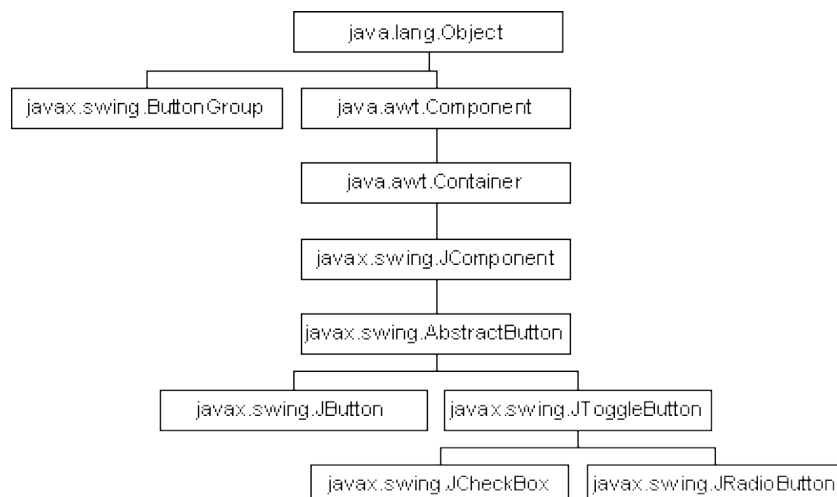 java.lang.Object
javax.swing.ButtonGroup
java.awt.Component
java.awt.Container
javax.swing.JComponent
javax.swing.AbstractButton
javax.swing.JButton
javax.swing.JToggleButton
javax.swing.JCheckBox
javax.swing.JRadioButton